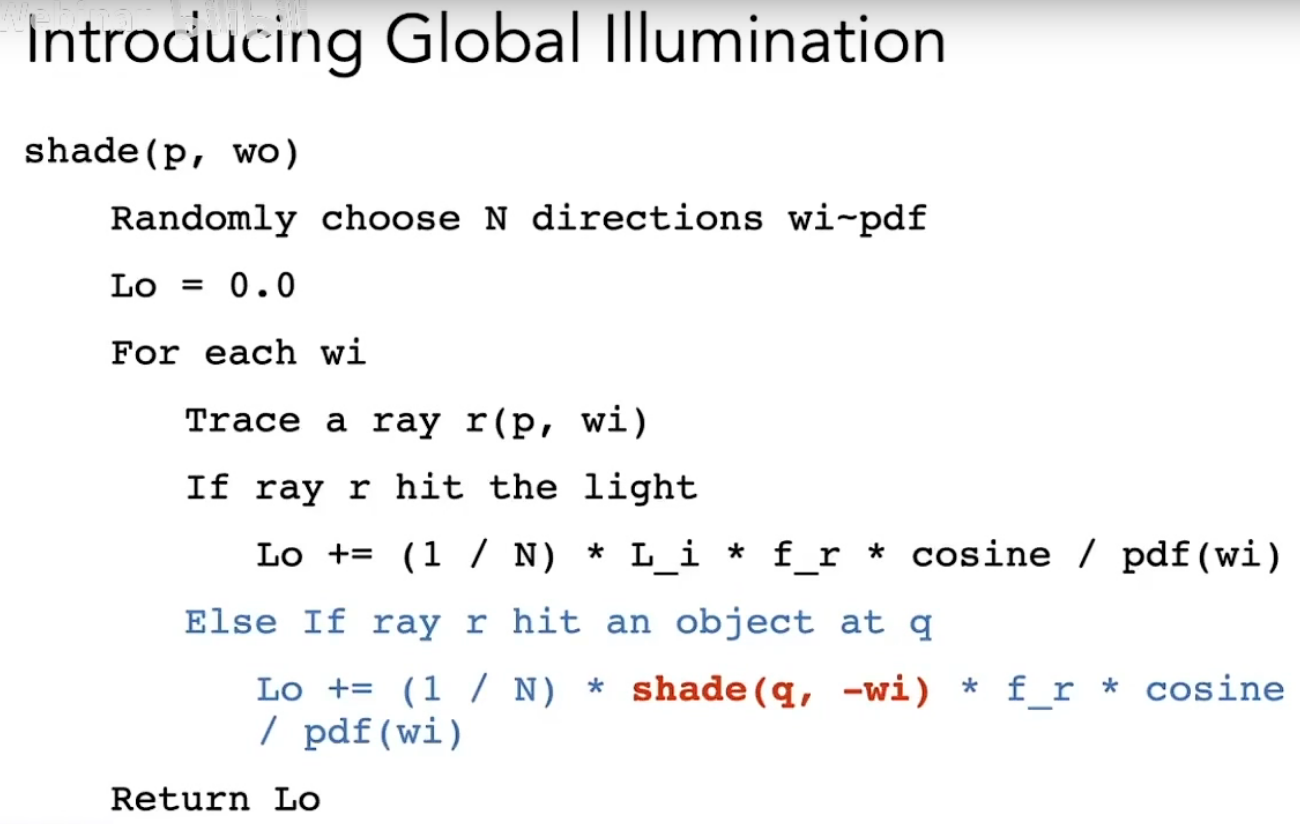 Introducing Global Illumination
shade(p, wo)
Randomly choose N directions wi~pdf
Lo = 0.0
For each wi
Trace a ray r(p, wi)
If ray r hit the light
Lo += (1 / N) * L_i * f_r * cosine / pdf(wi)
Else If ray r hit an object at q
Lo += (1 / N) * shade(q, -wi) * f_r * cosine
/ pdf(wi)
Return Lo